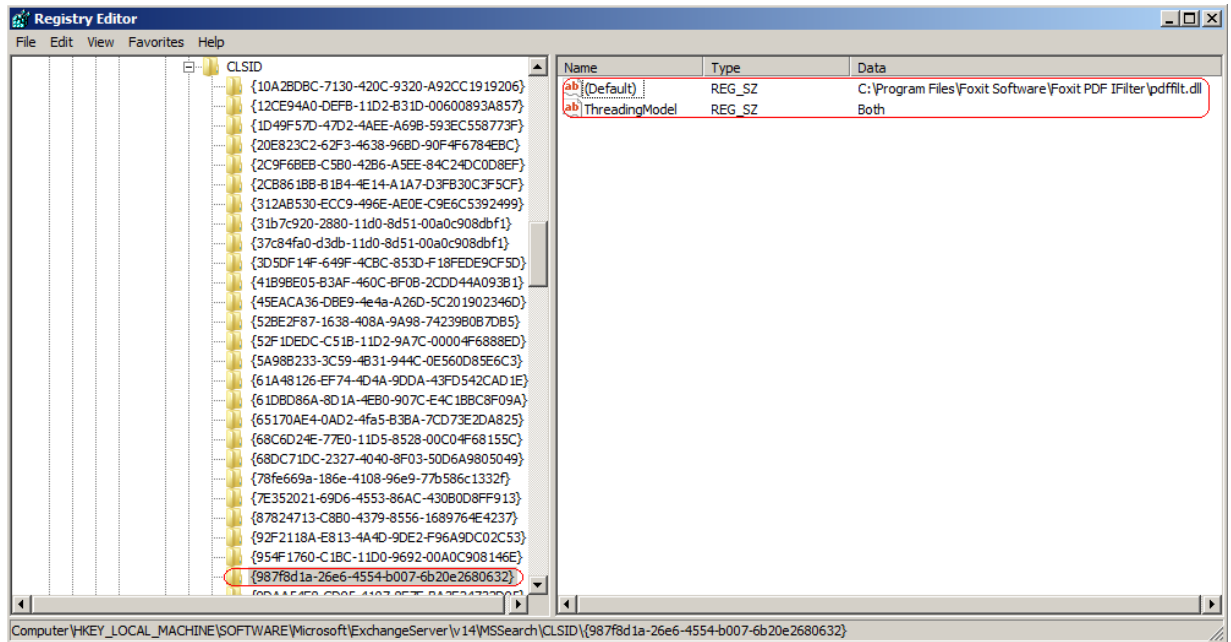 Registry Editor
File Edit View Favorites Help
CLSID
{10A2BDBC-7130-420C-9320-A92CC1919206}
{12CE94A0-DEFB-11D2-B31D-00600893A857}
{1D49F57D-47D2-4AEE-A69B-593EC558773F}
{20E823C2-62F3-4638-96BD-90F4F6784EBC}
{2C9F6BEB-C5B0-42B6-A5EE-84C24DC0D8EF}
{2CB861BB-B1B4-4E14-A1A7-D3FB30C3F5CF}
{312AB530-ECC9-496E-AE0E-C9E6C5392499}
{31b7c920-2880-11d0-8d51-00a0c908dbf1}
{37c84fa0-d3db-11d0-8d51-00a0c908dbf1}
{3D5DF14F-649F-4CBC-853D-F18FEDE9CF5D}
{41B9BE05-B3AF-460C-BF0B-2CDD44A093B1}
{45EACA36-DBE9-4e4a-A26D-5C201902346D}
{52BE2F87-1638-408A-9A98-74239B0B7DB5}
{52F1DEDC-C51B-11D2-9A7C-00004F6888ED}
{5A98B233-3C59-4B31-944C-0E560D85E6C3}
{61A48126-EF74-4D4A-9DDA-43FD542CAD1E}
{61DBD86A-8D1A-4EB0-907C-E4C1BBC8F09A}
{65170AE4-0AD2-4fa5-B3BA-7CD73E2DA825}
{68C6D24E-77E0-11D5-8528-00C04F68155C}
{68DC71DC-2327-4040-8F03-50D6A9805049}
{78fe669a-186e-4108-96e9-77b586c1332f}
{7E352021-69D6-4553-86AC-430B0D8FF913}
{87824713-C8B0-4379-8556-1689764E4237}
{92F2118A-E813-4A4D-9DE2-F96A9DC02C53}
{954F1760-C1BC-11D0-9692-00A0C908146E}
{987f8d1a-26e6-4554-b007-6b20e2680632}
Name Type Data
(Default) REG_SZ C:\Program Files\Foxit Software\Foxit PDF IFilter\pdffilt.dll
ThreadingModel REG_SZ Both
Computer\HKEY_LOCAL_MACHINE\SOFTWARE\Microsoft\ExchangeServer\v14\MSSearch\CLSID\{987f8d1a-26e6-4554-b007-6b20e2680632}